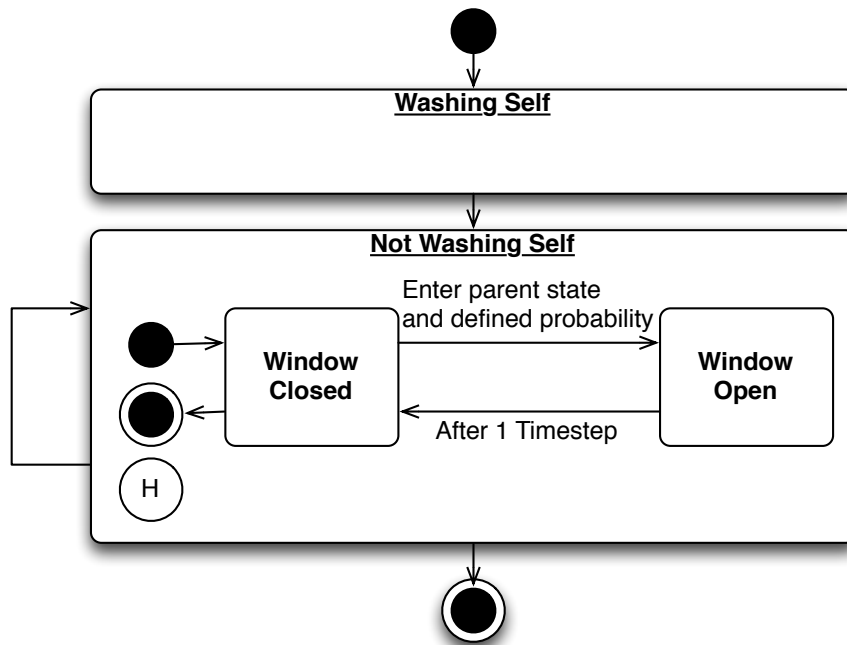 Washing Self
Not Washing Self
Enter parent state
and defined probability
Window
Closed
Window
Open
After 1 Timestep
H